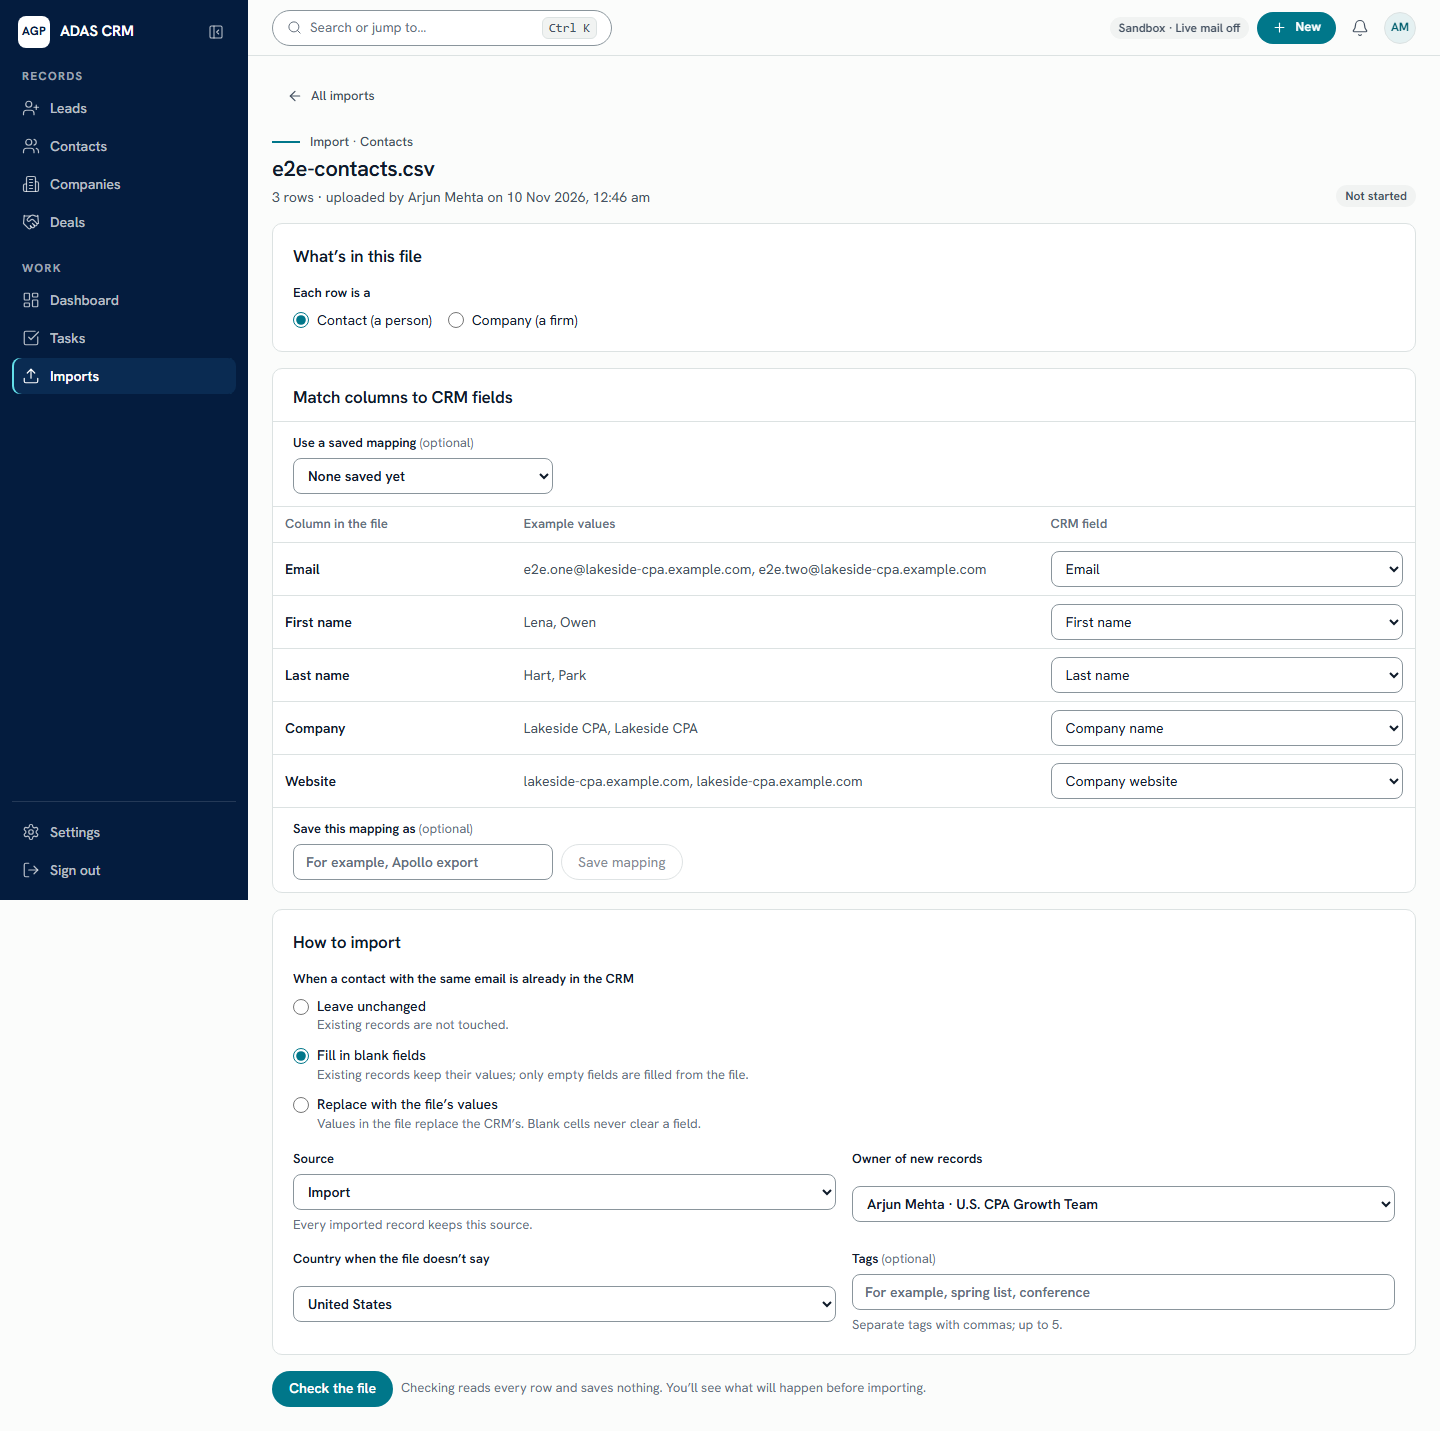 AGP
ADAS CRM
RECORDS
Leads
Contacts
Companies
Deals
WORK
Dashboard
Tasks
Imports
Settings
Sign out
Search or jump to...
Ctrl K
Sandbox · Live mail off
New
AM
All imports
Import · Contacts
e2e-contacts.csv
3 rows · uploaded by Arjun Mehta on 10 Nov 2026, 12:46 am
Not started
What’s in this file
Each row is a
Contact (a person)
Company (a firm)
Match columns to CRM fields
Use a saved mapping (optional)
None saved yet
Column in the file
Example values
CRM field
Email
e2e.one@lakeside-cpa.example.com, e2e.two@lakeside-cpa.example.com
Email
First name
Lena, Owen
First name
Last name
Hart, Park
Last name
Company
Lakeside CPA, Lakeside CPA
Company name
Website
lakeside-cpa.example.com, lakeside-cpa.example.com
Company website
Save this mapping as (optional)
For example, Apollo export
Save mapping
How to import
When a contact with the same email is already in the CRM
Leave unchanged
Existing records are not touched.
Fill in blank fields
Existing records keep their values; only empty fields are filled from the file.
Replace with the file’s values
Values in the file replace the CRM’s. Blank cells never clear a field.
Source
Import
Every imported record keeps this source.
Owner of new records
Arjun Mehta · U.S. CPA Growth Team
Country when the file doesn’t say
United States
Tags (optional)
For example, spring list, conference
Separate tags with commas; up to 5.
Check the file
Checking reads every row and saves nothing. You’ll see what will happen before importing.